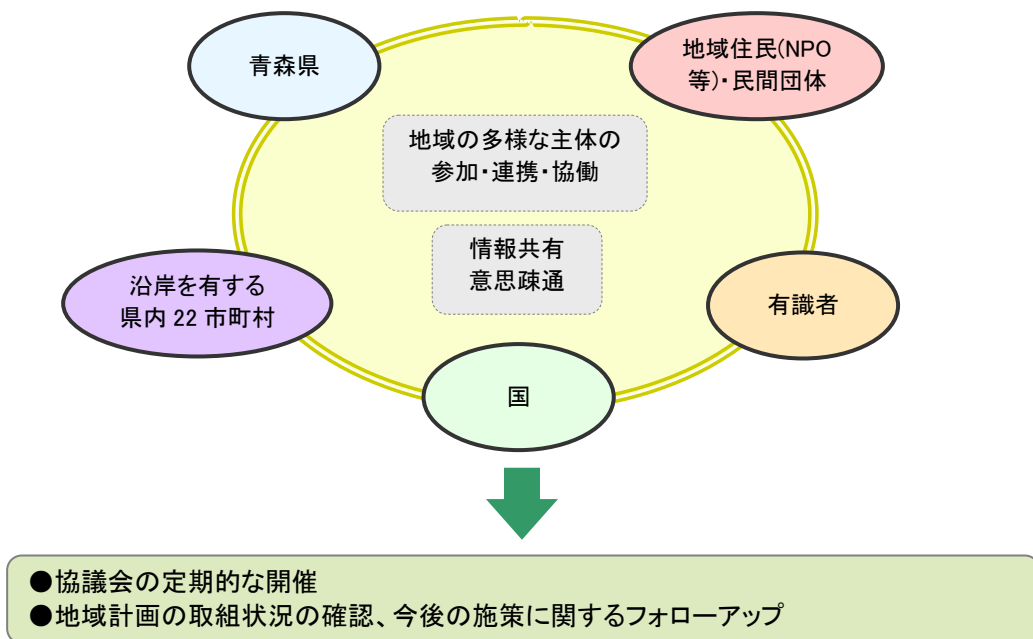 青森県
地域住民(NPO
等)・民間団体
地域の多様な主体の
参加・連携・協働
情報共有
意思疎通
沿岸を有する
県内 22 市町村
有識者
国
●協議会の定期的な開催
●地域計画の取組状況の確認、今後の施策に関するフォローアップ